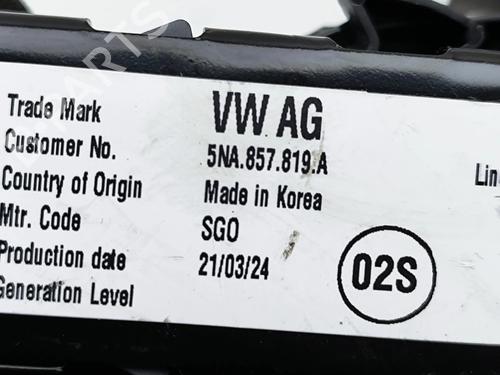 Trade Mark VW AG
Customer No. 5NA.857.819.A
Country of Origin Made in Korea
Mtr. Code SGO
Production date 21/03/24
Generation Level
Lin
02S